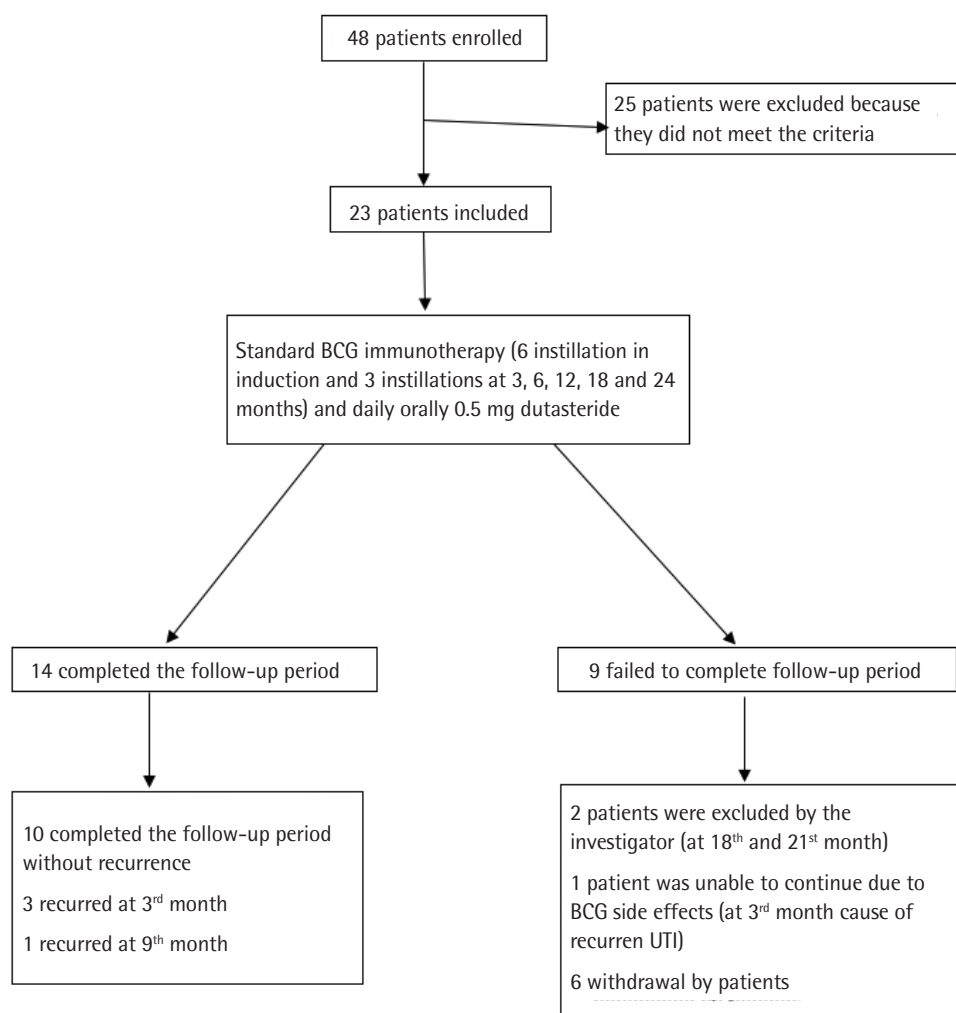 48 patients enrolled
25 patients were excluded because
they did not meet the criteria
23 patients included
Standard BCG immunotherapy (6 instillation in
induction and 3 instillations at 3, 6, 12, 18 and 24
months) and daily orally 0.5 mg dutasteride
14 completed the follow-up period
9 failed to complete follow-up period
10 completed the follow-up period
without recurrence
3 recurred at 3rd month
1 recurred at 9th month
2 patients were excluded by the
investigator (at 18th and 21st month)
1 patient was unable to continue due to
BCG side effects (at 3rd month cause of
recurren UTI)
6 withdrawal by patients